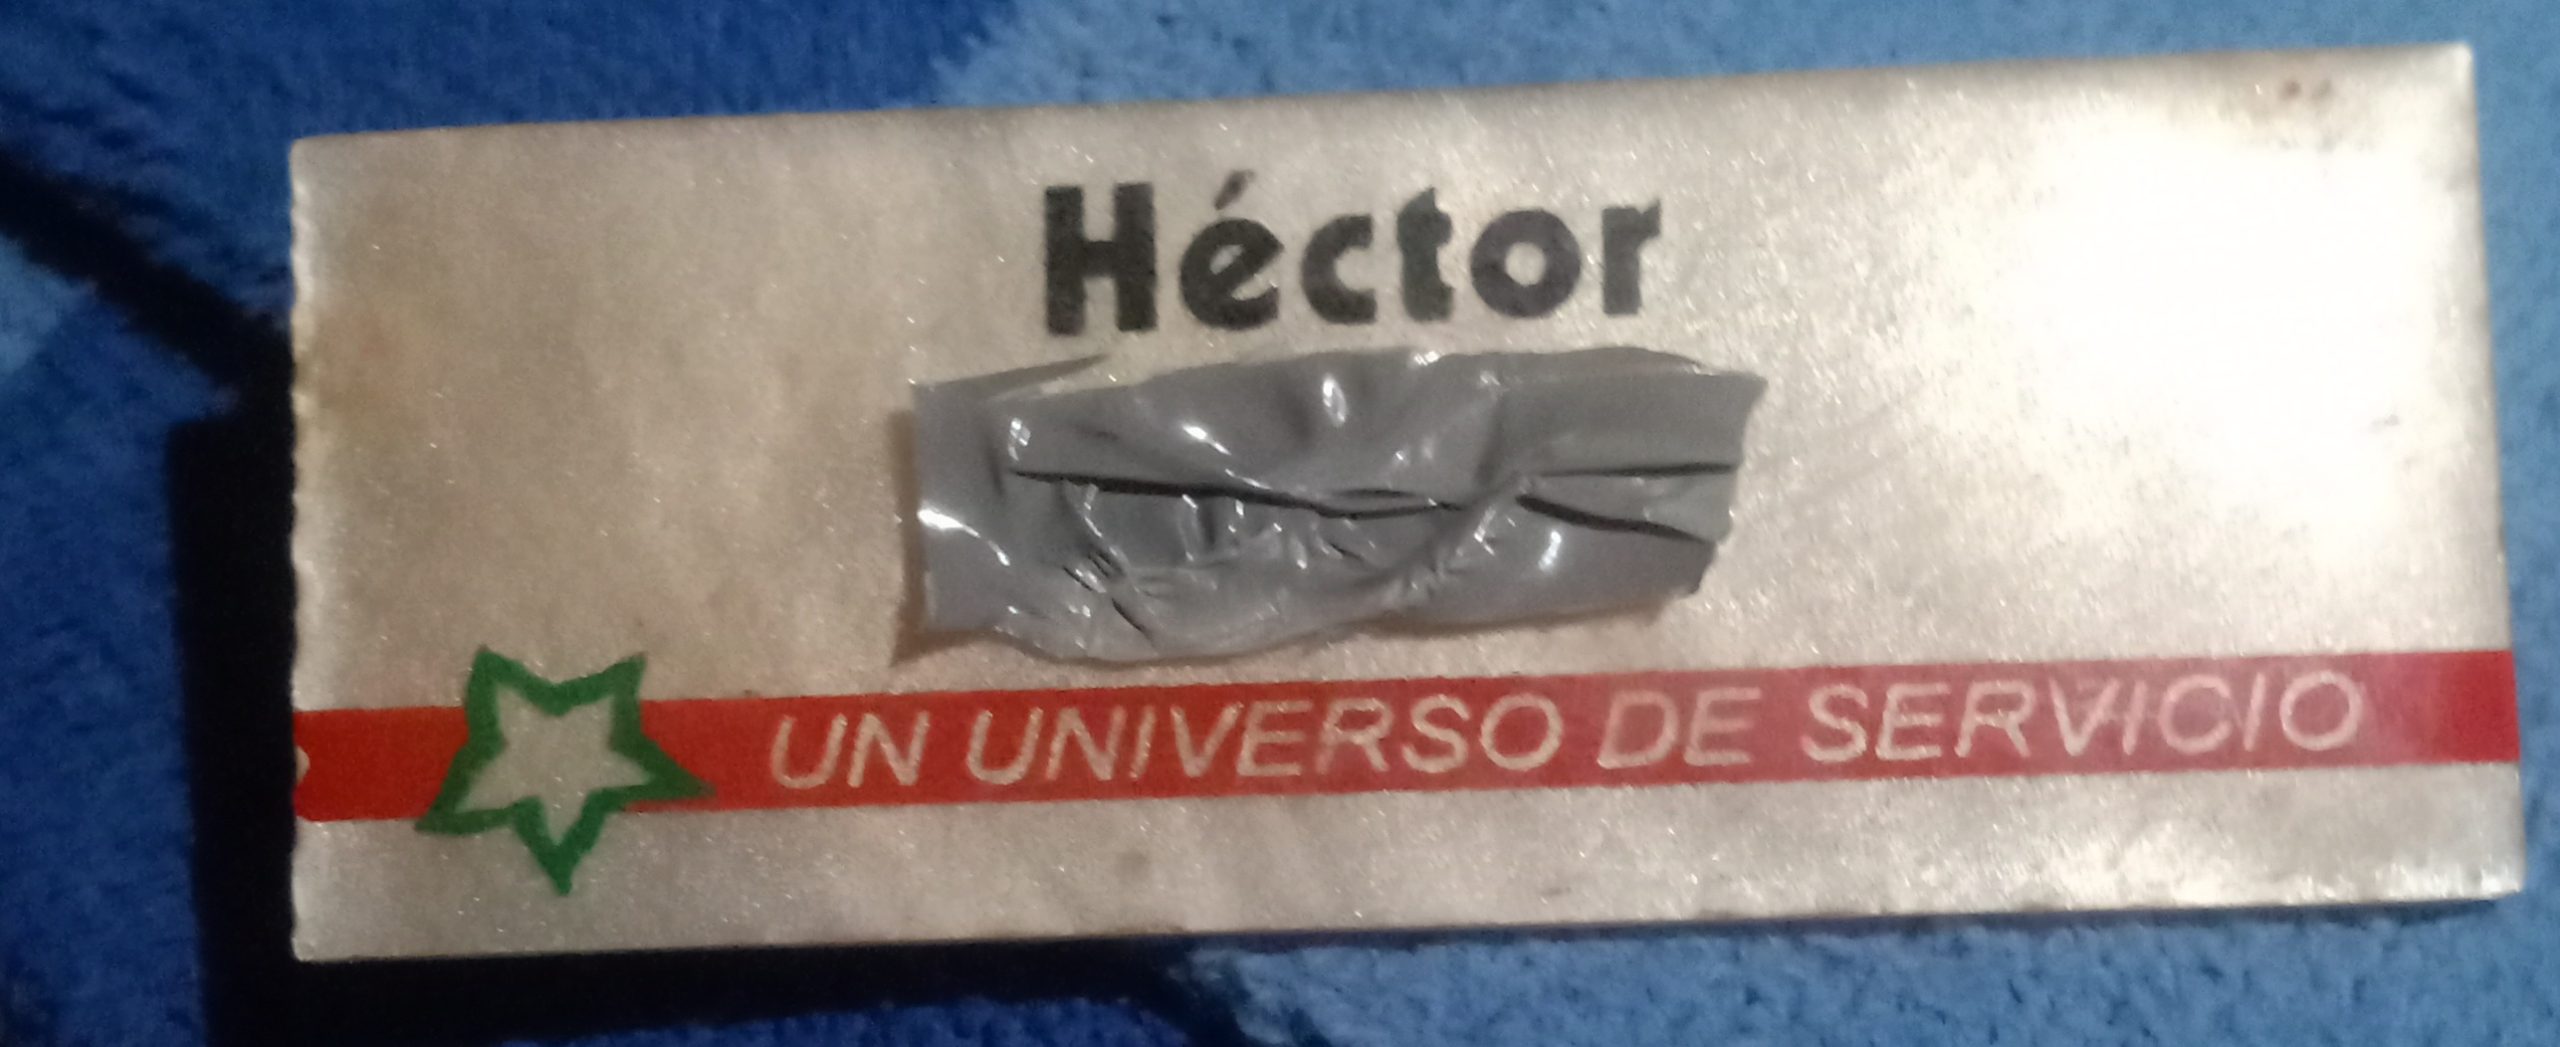 Héctor
UN UNIVERSO DE SERVICIO